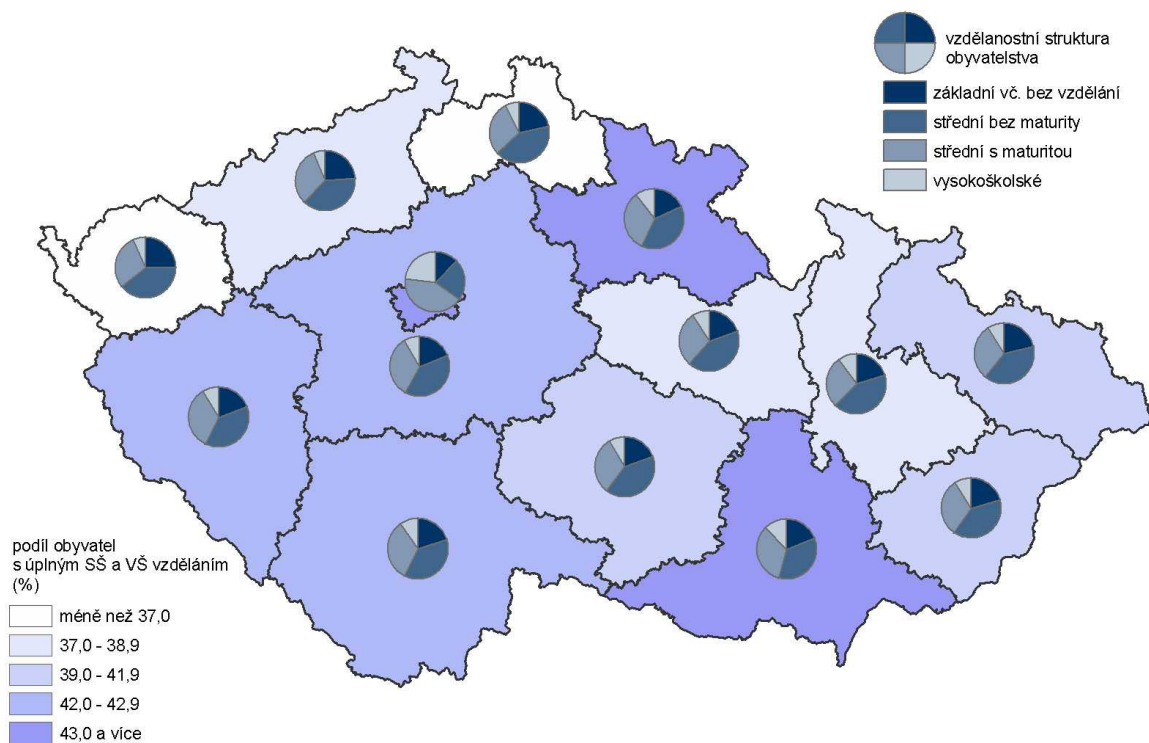 vzdělanostní struktura
obyvatelstva
základní vč. bez vzdělání
střední bez maturity
střední s maturitou
vysokoškolské
podíl obyvatel
s úplným SŠ a VŠ vzděláním
(%)
méně než 37,0
37,0 - 38,9
39,0 - 41,9
42,0 - 42,9
43,0 a více